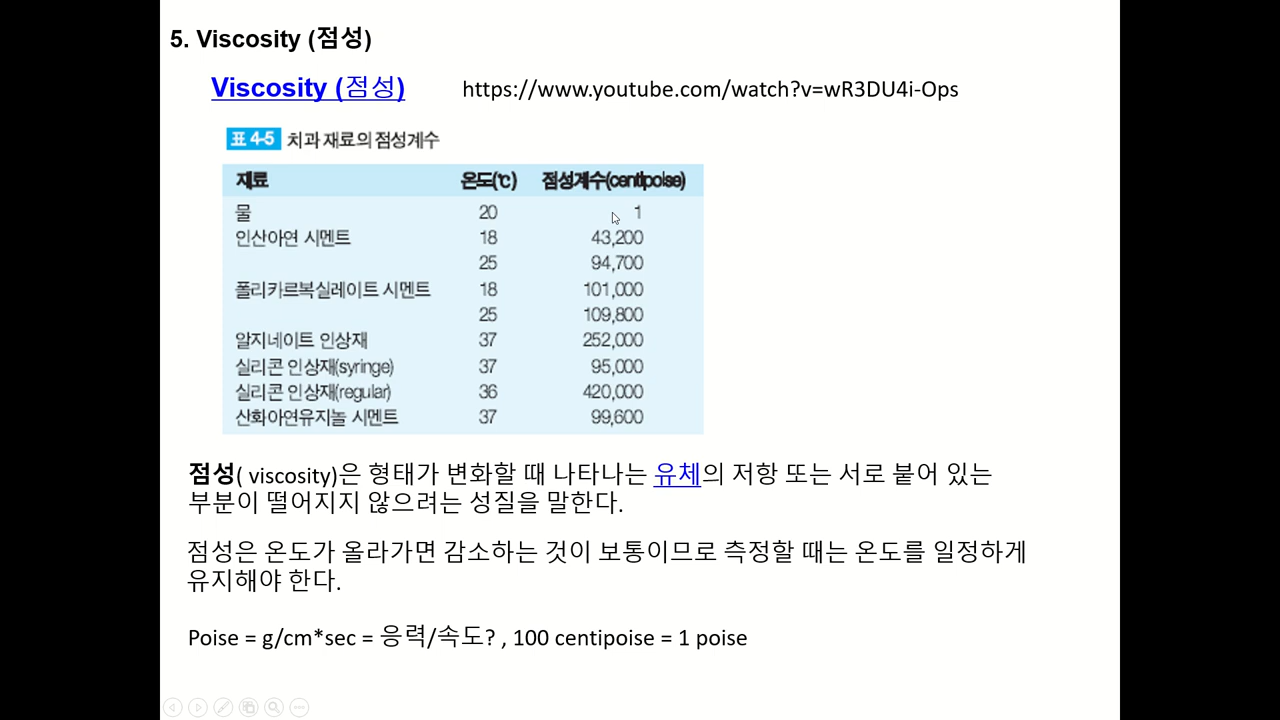 5. Viscosity (점성)
Viscosity (점성) https://www.youtube.com/watch?v=wR3DU4i-Ops
표 4-5 치과 재료의 점성계수
재료 온도(℃) 점성계수(centipoise)
물 20 1
인산아연 시멘트 18 43,200
25 94,700
폴리카르복실레이트 시멘트 18 101,000
25 109,800
알지네이트 인상재 37 252,000
실리콘 인상재(syringe) 37 95,000
실리콘 인상재(regular) 36 420,000
산화아연유지놀 시멘트 37 99,600
점성( viscosity)은 형태가 변화할 때 나타나는 유체의 저항 또는 서로 붙어 있는
부분이 떨어지지 않으려는 성질을 말한다.
점성은 온도가 올라가면 감소하는 것이 보통이므로 측정할 때는 온도를 일정하게
유지해야 한다.
Poise = g/cm*sec = 응력/속도? , 100 centipoise = 1 poise